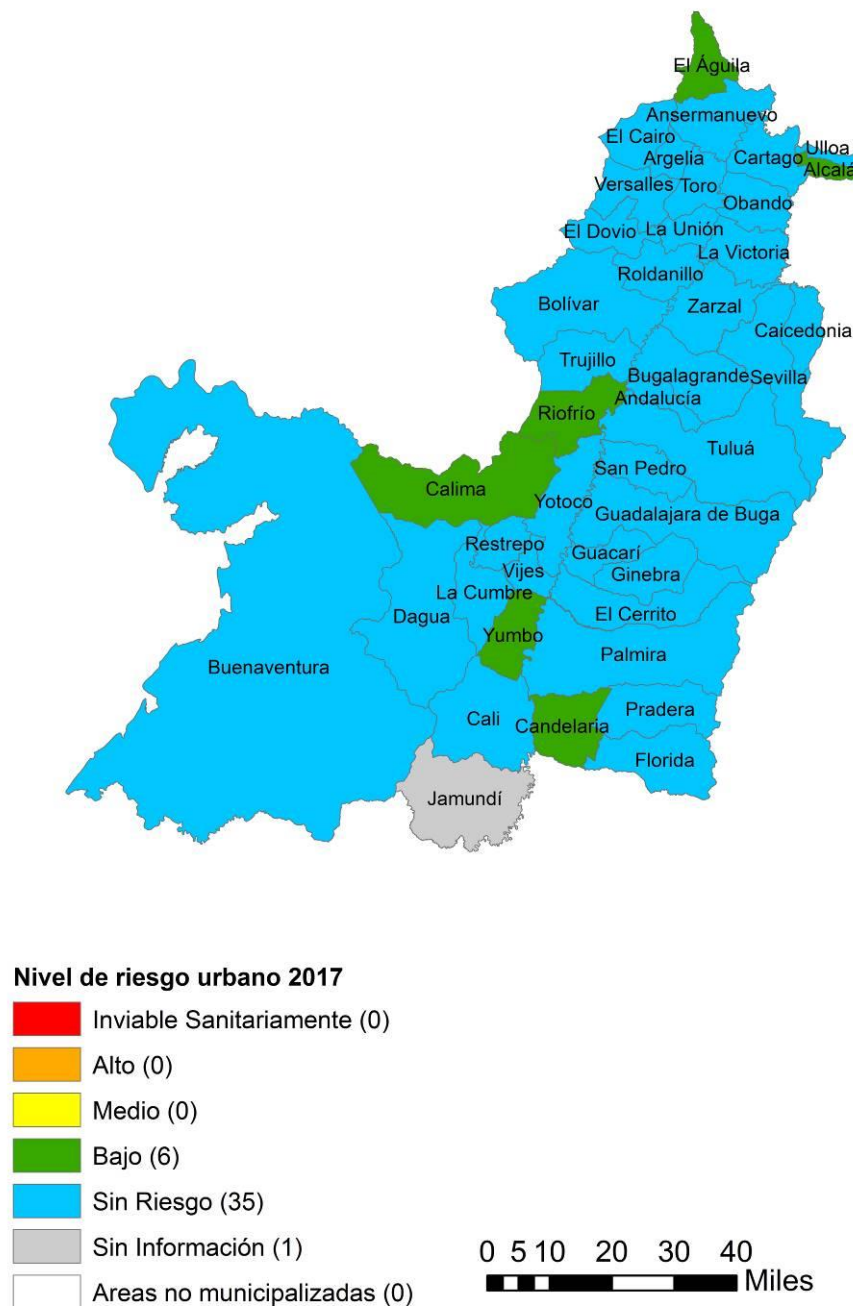 El Águila
Ansermanuevo
El Cairo
Ulloa
Argelia
Cartago
Alcalá
Versalles
Toro
Obando
El Dovio
La Unión
La Victoria
Roldanillo
Bolívar
Zarzal
Caicedonia
Trujillo
Bugalagrande
Sevilla
Andalucía
Riofrío
Tuluá
San Pedro
Calima
Yotoco
Guadalajara de Buga
Restrepo
Guacarí
Vijes
Ginebra
La Cumbre
Dagua
El Cerrito
Yumbo
Palmira
Buenaventura
Cali
Candelaria
Pradera
Florida
Jamundí
Nivel de riesgo urbano 2017
Inviable Sanitariamente (0)
Alto (0)
Medio (0)
Bajo (6)
Sin Riesgo (35)
Sin Información (1)
Areas no municipalizadas (0)
0 5 10 20 30 40
Miles